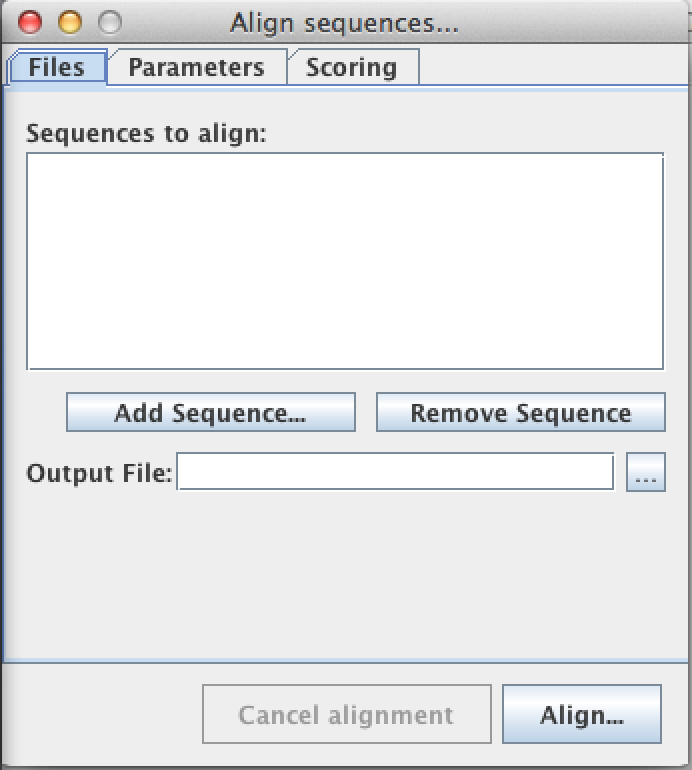 Align sequences...
Files Parameters Scoring
Sequences to align:
Add Sequence... Remove Sequence
Output File: ...
Cancel alignment Align...